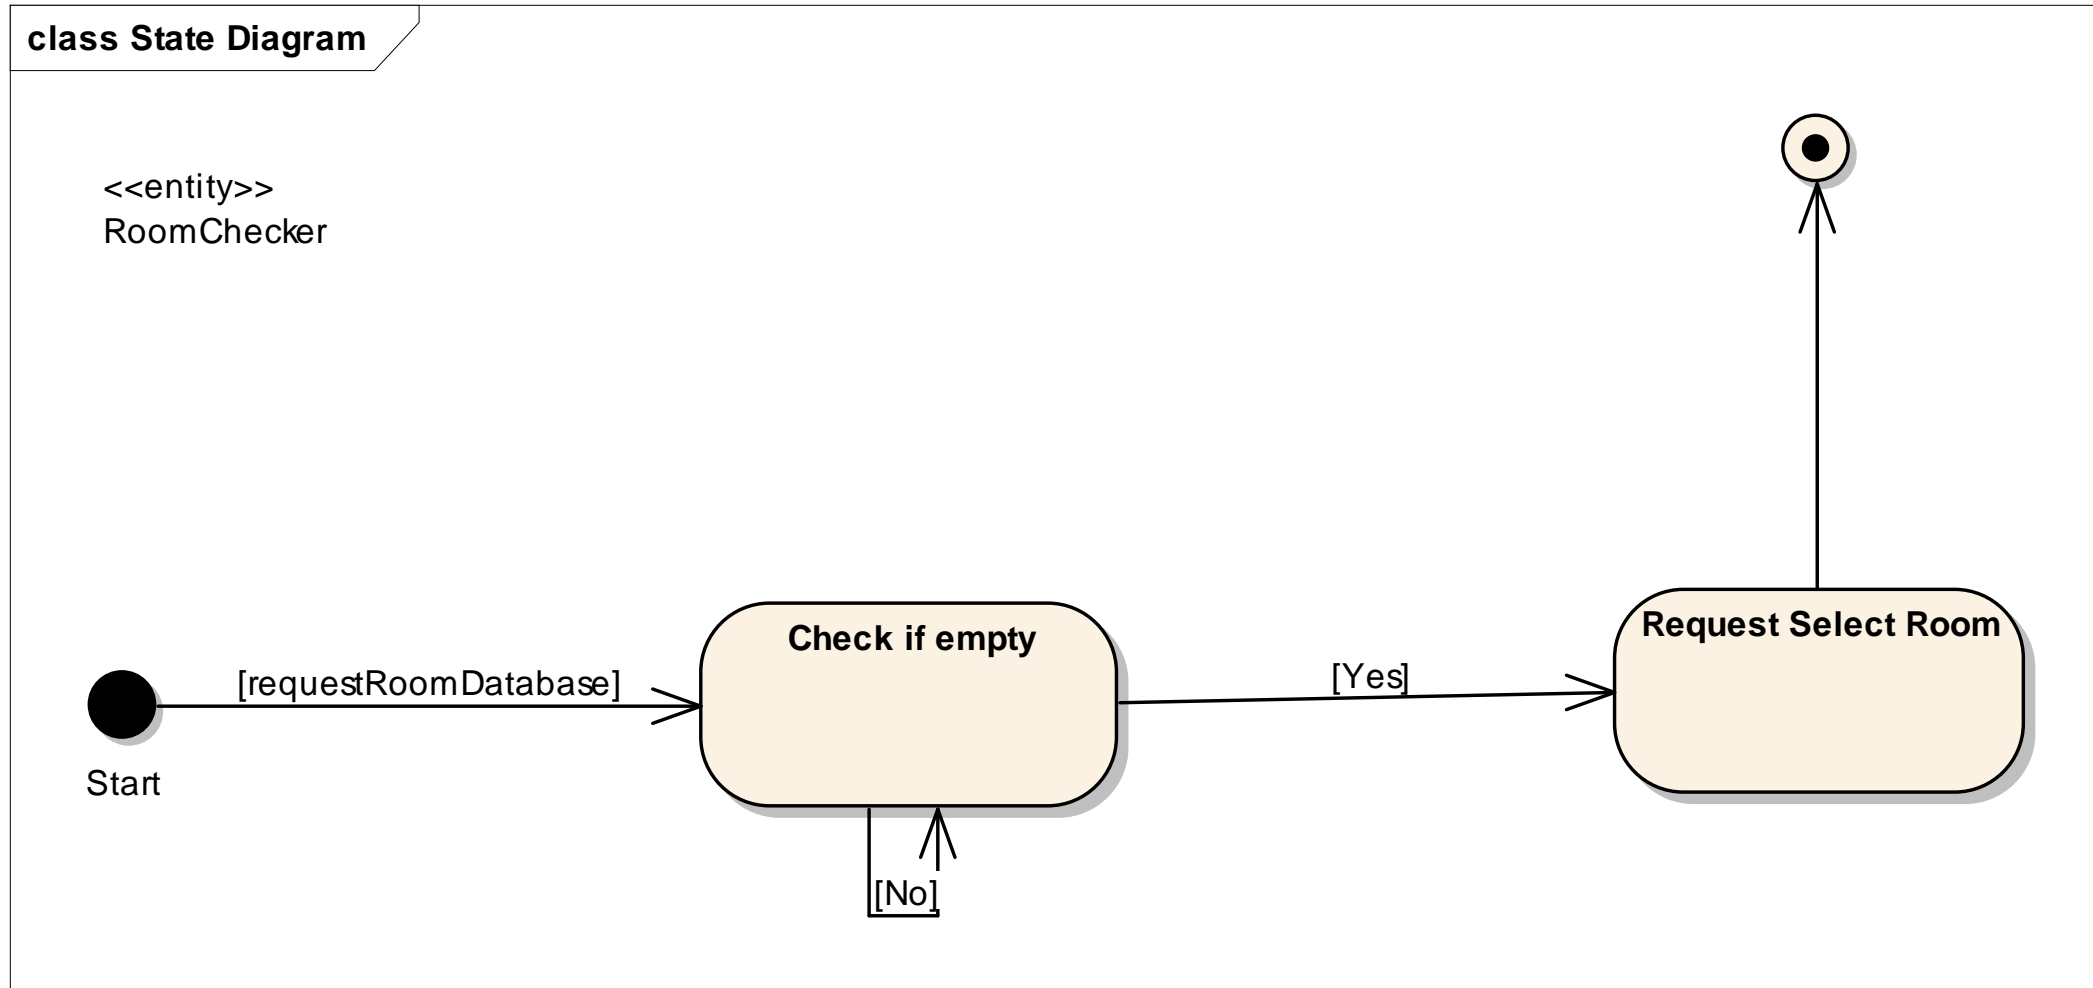 class State Diagram
<<entity>>
RoomChecker
Check if empty
Request Select Room
[requestRoomDatabase]
[Yes]
Start
[No]